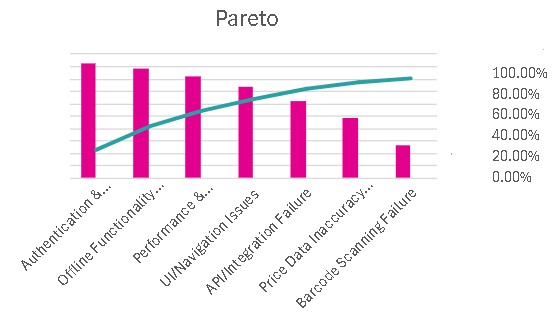 Pareto
100.00%
80.00%
60.00%
40.00%
20.00%
0.00%
Authentication &...
Offline Functionality...
Performance &...
UI/Navigation Issues
API/Integration Failure
Price Data Inaccuracy...
Barcode Scanning Failure